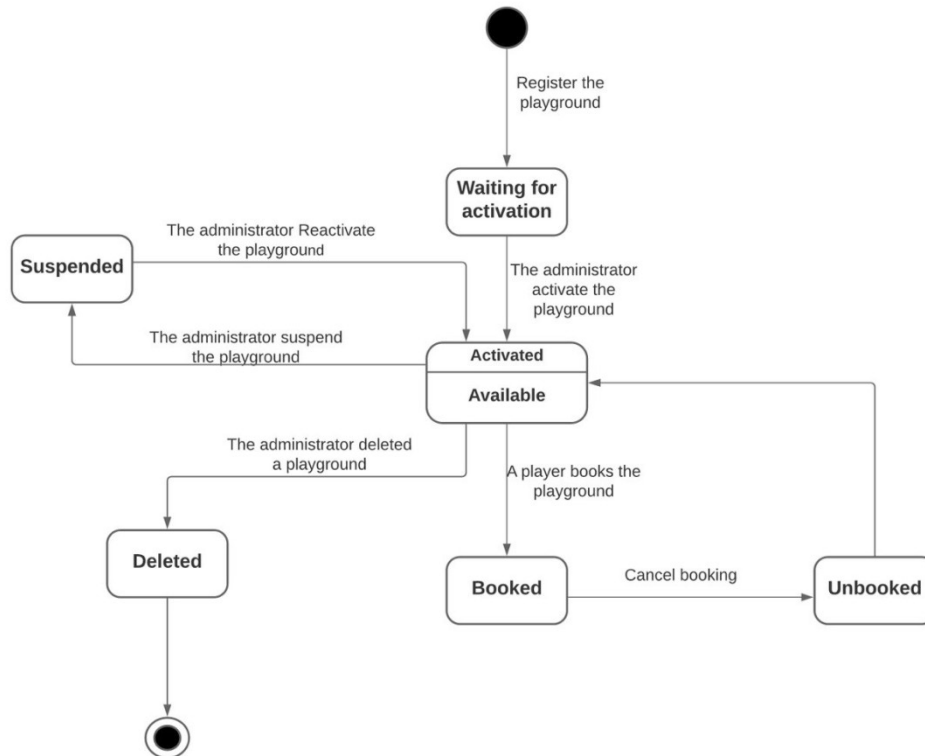 Register the
playground
Waiting for
activation
The administrator Reactivate
the playground
Suspended
The administrator
activate the
playground
The administrator suspend
the playground
Activated
Available
The administrator deleted
a playground
A player books the
playground
Deleted
Booked
Cancel booking
Unbooked